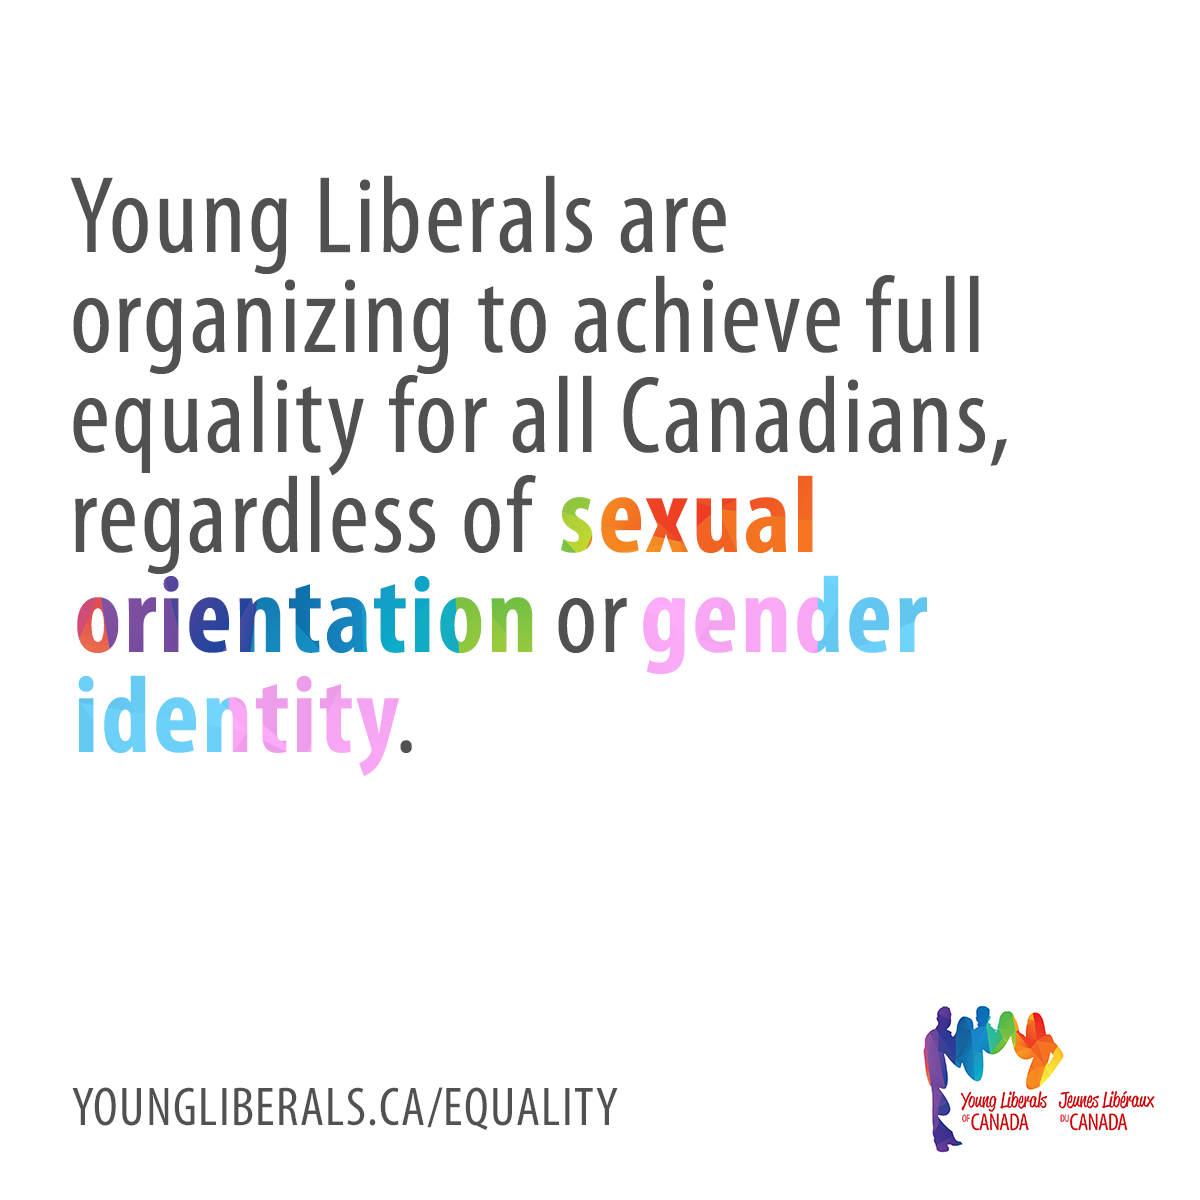 Young Liberals are
organizing to achieve full
equality for all Canadians,
regardless of sexual
orientation or gender
identity.
YOUNGLIBERALS.CA/EQUALITY
Young Liberals
OF CANADA
Jeunes Libéraux
DU CANADA